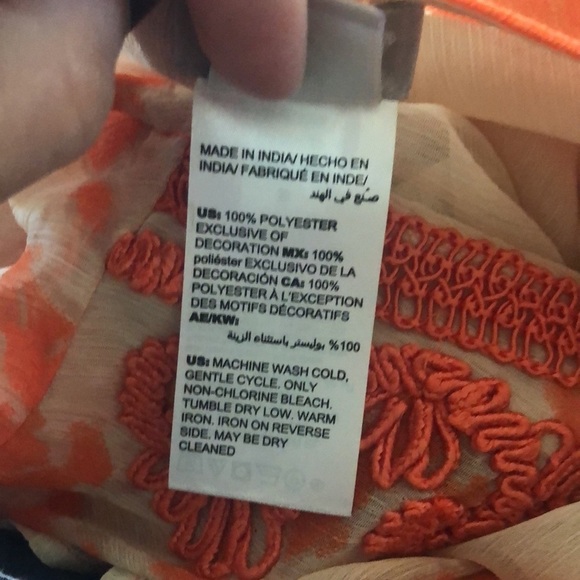 MADE IN INDIA/ HECHO EN
INDIA/ FABRIQUÉ EN INDE/
صنع في الهند
US: 100% POLYESTER
EXCLUSIVE OF
DECORATION MX: 100%
poliéster EXCLUSIVO DE LA
DECORACIÓN CA: 100%
POLYESTER À L'EXCEPTION
DES MOTIFS DÉCORATIFS
AE/KW:
%100 بوليستر باستثناء الزينة
US: MACHINE WASH COLD,
GENTLE CYCLE. ONLY
NON-CHLORINE BLEACH.
TUMBLE DRY LOW. WARM
IRON. IRON ON REVERSE
SIDE. MAY BE DRY
CLEANED